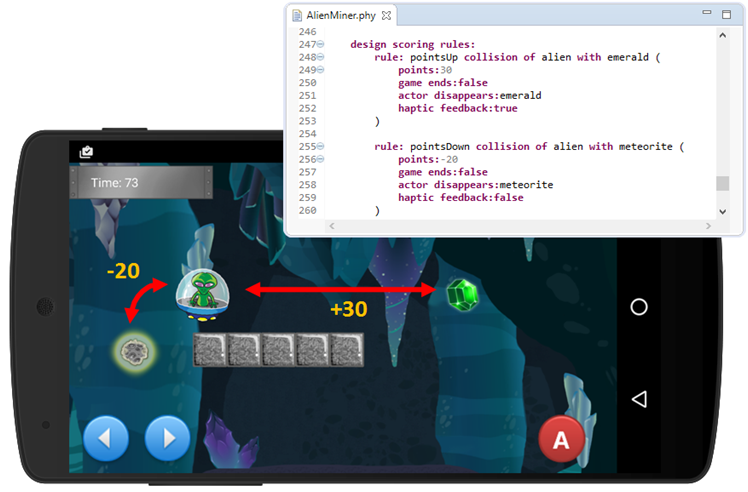 AlienMiner.phy
246
247 design scoring rules:
248 rule: pointsUp collision of alien with emerald (
249 points:30
250 game ends:false
251 actor disappears:emerald
252 haptic feedback:true
253 )
254
255 rule: pointsDown collision of alien with meteorite (
256 points:-20
257 game ends:false
258 actor disappears:meteorite
259 haptic feedback:false
260 )
Time: 73
-20
+30
A